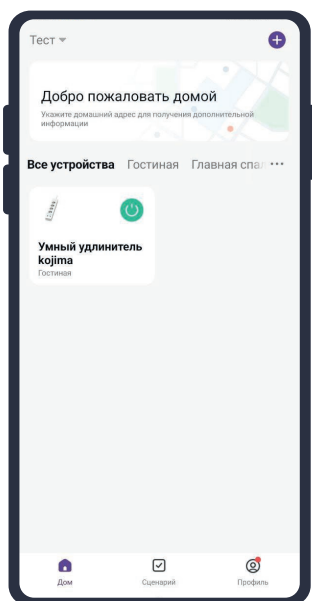 Тест
Добро пожаловать домой
Укажите домашний адрес для получения дополнительной
информации
Все устройства Гостиная Главная спал
Умный удлинитель
kojima
Гостиная
Дом Сценарий Профиль